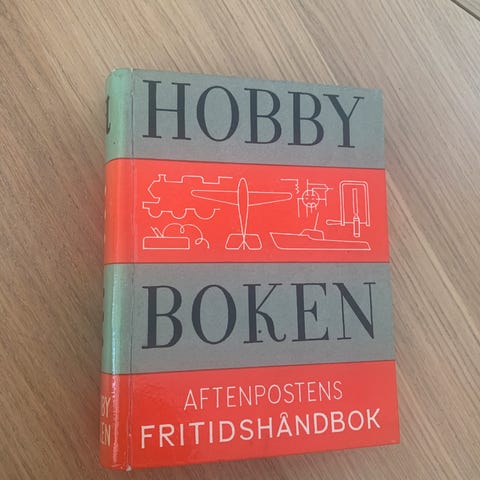 HOBBY
BOKEN
AFTENPOSTENS
FRITIDSHÅNDBOK